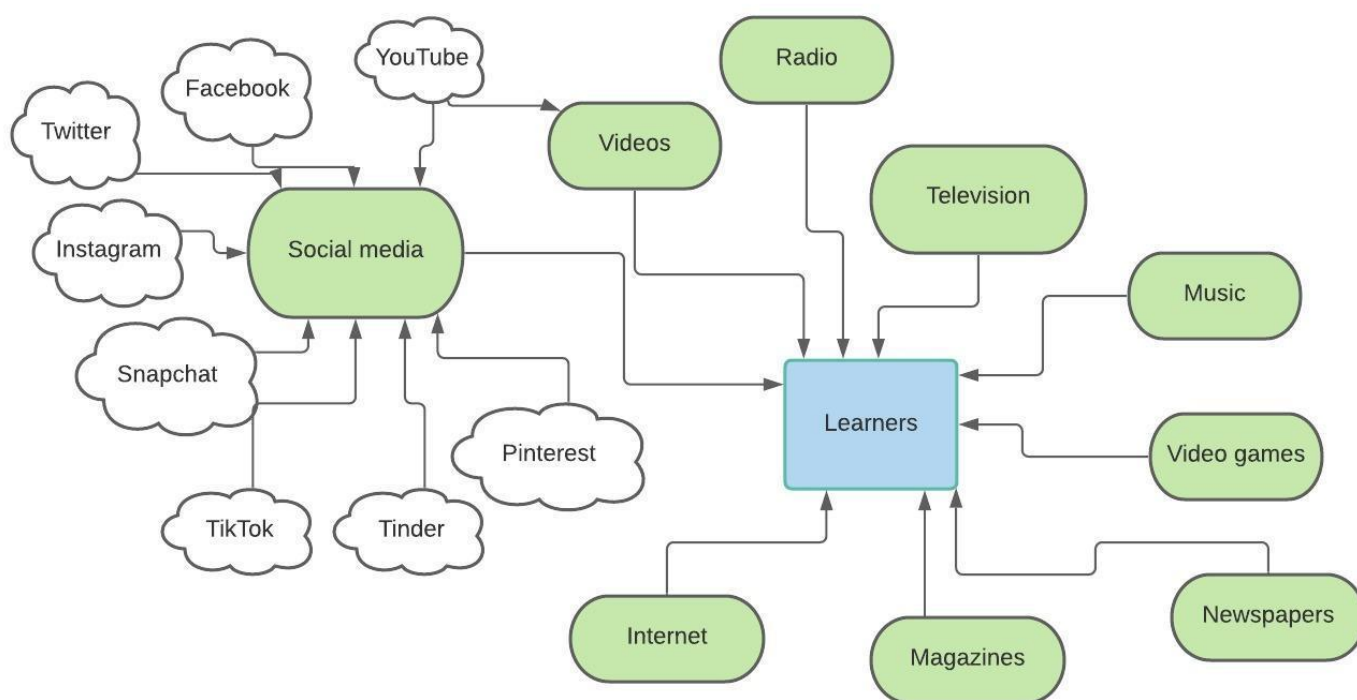 YouTube
Radio
Facebook
Twitter
Videos
Television
Instagram
Social media
Music
Snapchat
Learners
Pinterest
Video games
TikTok
Tinder
Internet
Magazines
Newspapers